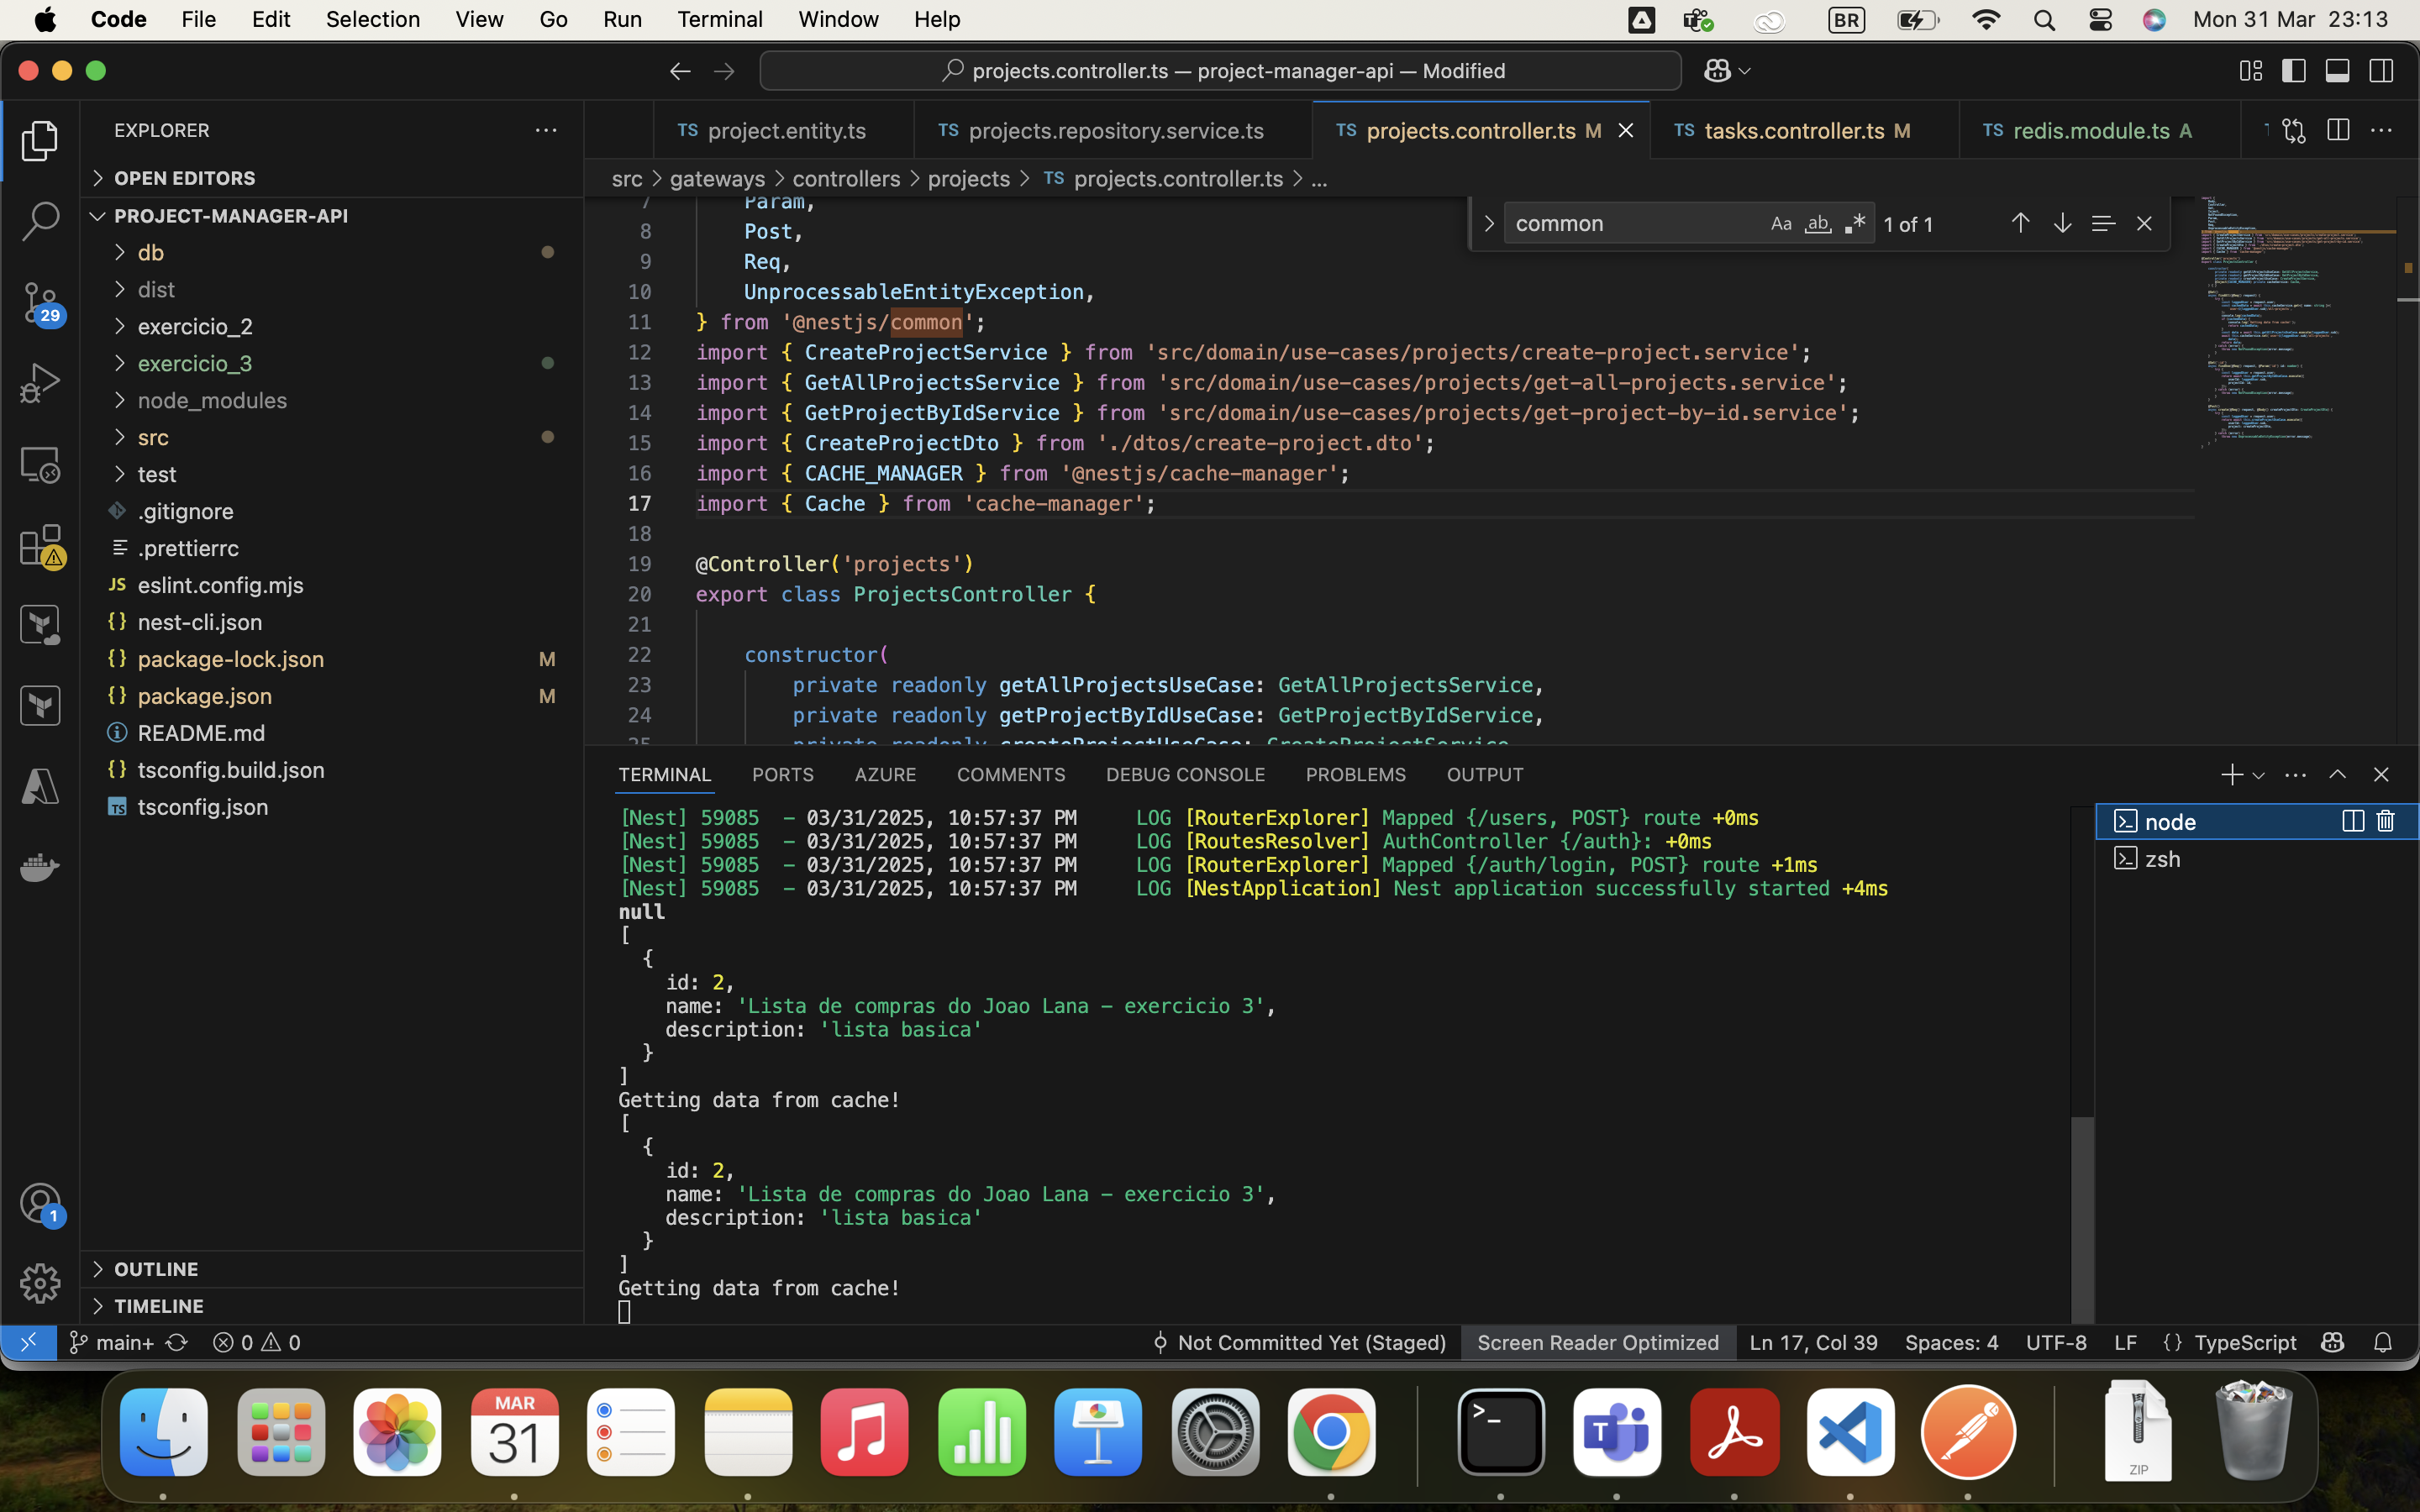 Code File Edit Selection View Go Run Terminal Window Help BR Mon 31 Mar 23:13
projects.controller.ts — project-manager-api — Modified
EXPLORER
OPEN EDITORS
PROJECT-MANAGER-API
db
dist
exercicio_2
exercicio_3
node_modules
src
test
.gitignore
.prettierrc
JS eslint.config.mjs
{} nest-cli.json
{} package-lock.json M
{} package.json M
README.md
{} tsconfig.build.json
TS tsconfig.json
OUTLINE
TIMELINE
29
1
TS project.entity.ts TS projects.repository.service.ts TS projects.controller.ts M TS tasks.controller.ts M TS redis.module.ts A
src > gateways > controllers > projects > TS projects.controller.ts > ...
common Aa ab .* 1 of 1
7 Param,
8 Post,
9 Req,
10 UnprocessableEntityException,
11 } from '@nestjs/common';
12 import { CreateProjectService } from 'src/domain/use-cases/projects/create-project.service';
13 import { GetAllProjectsService } from 'src/domain/use-cases/projects/get-all-projects.service';
14 import { GetProjectByIdService } from 'src/domain/use-cases/projects/get-project-by-id.service';
15 import { CreateProjectDto } from './dtos/create-project.dto';
16 import { CACHE_MANAGER } from '@nestjs/cache-manager';
17 import { Cache } from 'cache-manager';
18
19 @Controller('projects')
20 export class ProjectsController {
21
22 constructor(
23 private readonly getAllProjectsUseCase: GetAllProjectsService,
24 private readonly getProjectByIdUseCase: GetProjectByIdService,
25 private readonly createProjectUseCase: CreateProjectService,
TERMINAL PORTS AZURE COMMENTS DEBUG CONSOLE PROBLEMS OUTPUT
[Nest] 59085 - 03/31/2025, 10:57:37 PM LOG [RouterExplorer] Mapped {/users, POST} route +0ms
[Nest] 59085 - 03/31/2025, 10:57:37 PM LOG [RoutesResolver] AuthController {/auth}: +0ms
[Nest] 59085 - 03/31/2025, 10:57:37 PM LOG [RouterExplorer] Mapped {/auth/login, POST} route +1ms
[Nest] 59085 - 03/31/2025, 10:57:37 PM LOG [NestApplication] Nest application successfully started +4ms
null
[
{
id: 2,
name: 'Lista de compras do Joao Lana - exercicio 3',
description: 'lista basica'
}
]
Getting data from cache!
[
{
id: 2,
name: 'Lista de compras do Joao Lana - exercicio 3',
description: 'lista basica'
}
]
Getting data from cache!
node
zsh
main+ 0 0 Not Committed Yet (Staged) Screen Reader Optimized Ln 17, Col 39 Spaces: 4 UTF-8 LF {} TypeScript
MAR
31
>_
T
ZIP